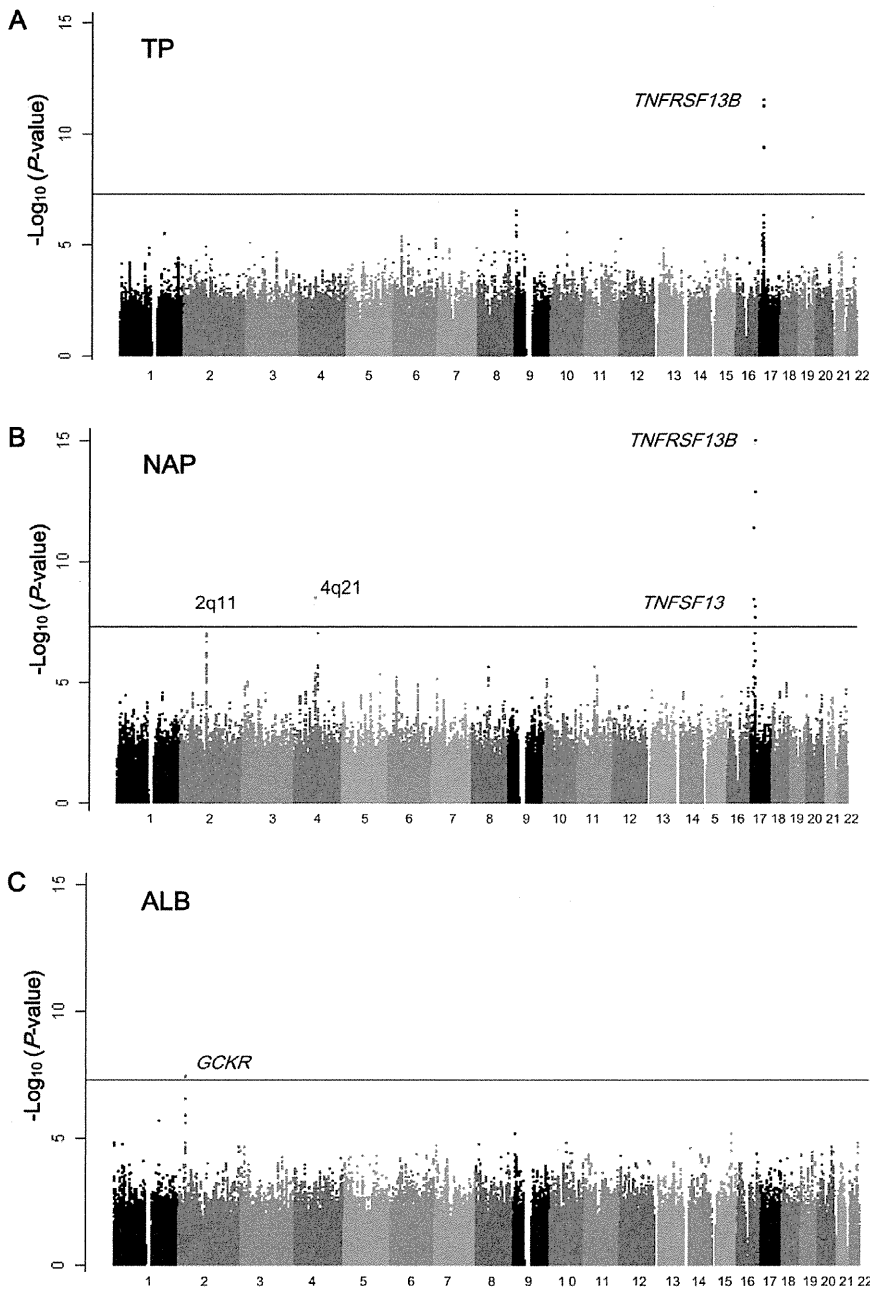 A
TP
TNFRSF13B
-Log10 (P-value)
15
10
5
0
1 2 3 4 5 6 7 8 9 10 11 12 13 14 15 16 17 18 19 20 21 22
B
NAP
TNFRSF13B
2q11
4q21
TNFSF13
-Log10 (P-value)
15
10
5
0
1 2 3 4 5 6 7 8 9 10 11 12 13 14 5 16 17 18 19 20 21 22
C
ALB
GCKR
-Log10 (P-value)
15
10
5
0
1 2 3 4 5 6 7 8 9 1 0 11 12 13 14 15 16 17 18 19 20 21 22